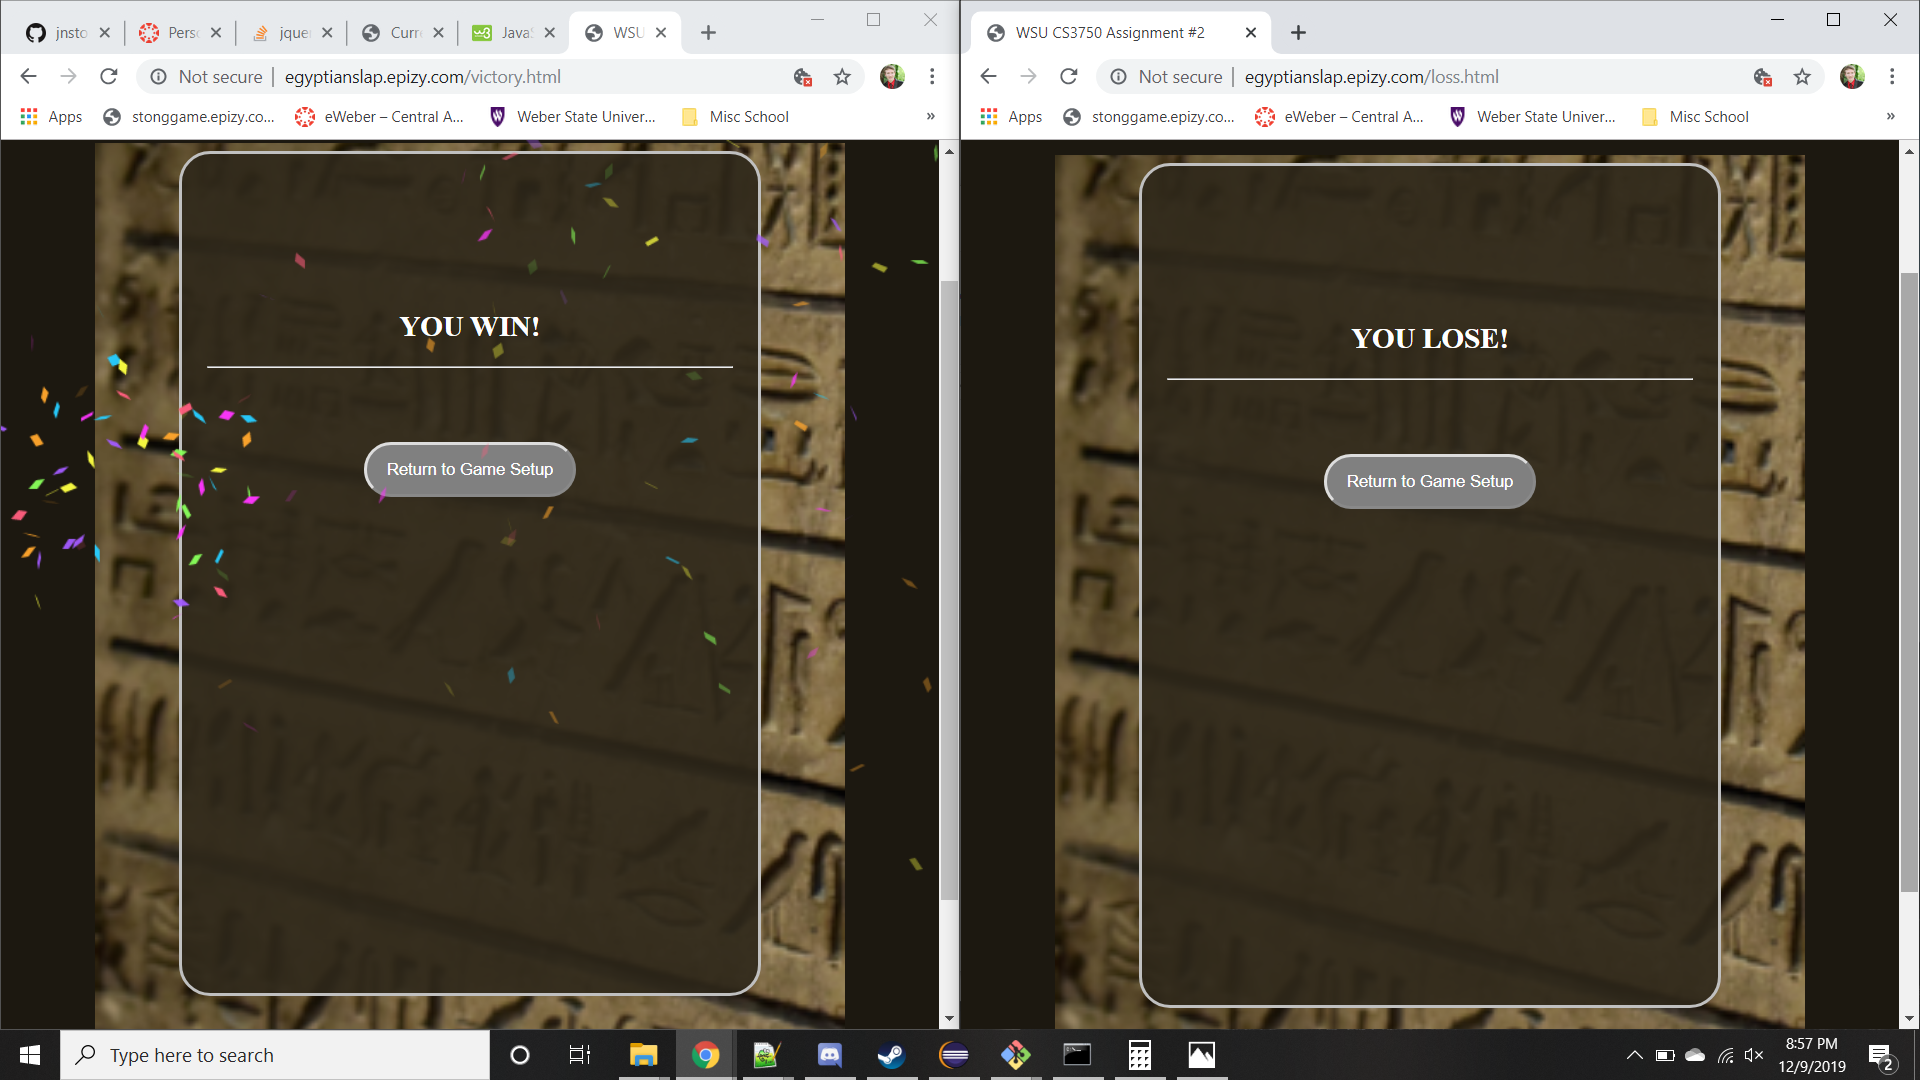 jnsto
Pers
jque
Curr
Java
WSU
Not secure | egyptianslap.epizy.com/victory.html
Apps
stonggame.epizy.co...
eWeber – Central A...
Weber State Univer...
Misc School
»
YOU WIN!
Return to Game Setup
WSU CS3750 Assignment #2
Not secure | egyptianslap.epizy.com/loss.html
Apps
stonggame.epizy.co...
eWeber – Central A...
Weber State Univer...
Misc School
»
YOU LOSE!
Return to Game Setup
Type here to search
8:57 PM
12/9/2019
2